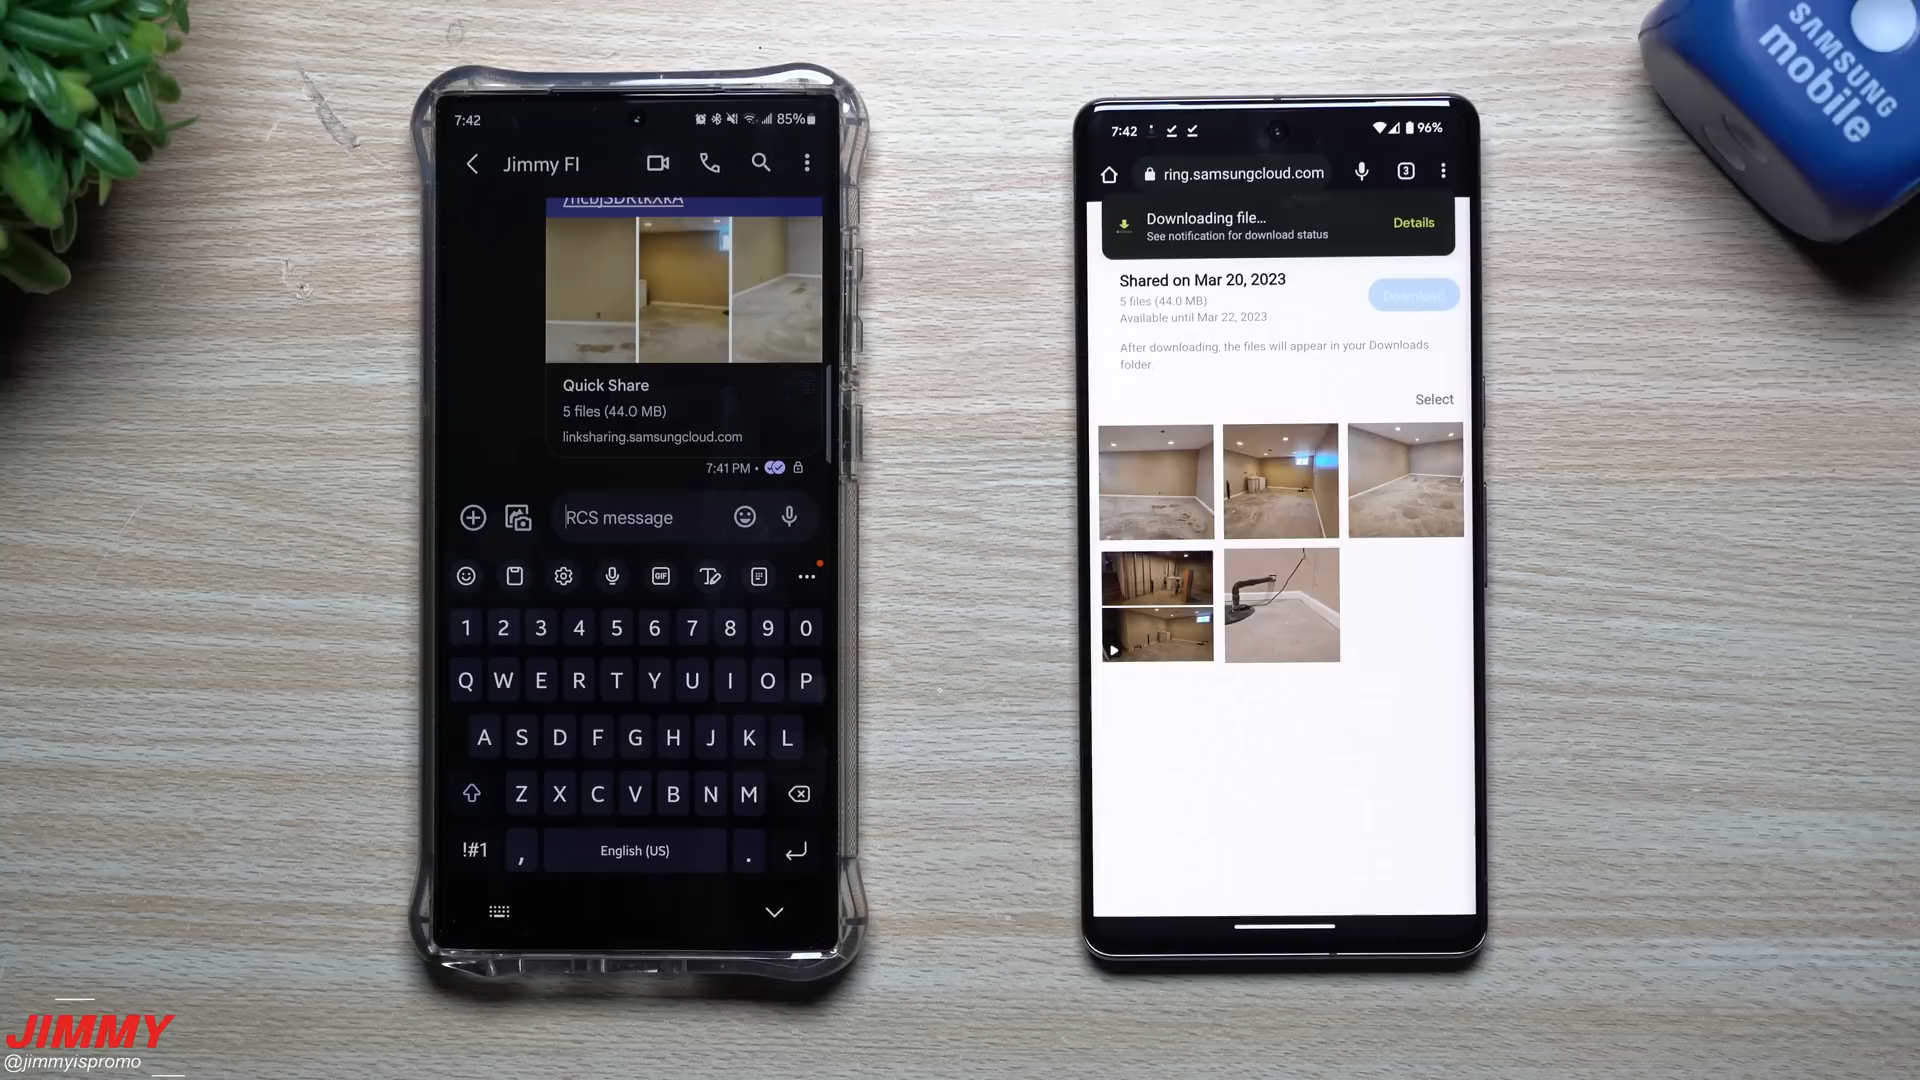 7:42
85%
Jimmy FI
/ncbjSDRtkXkA
Quick Share
5 files (44.0 MB)
linksharing.samsungcloud.com
7:41 PM •
RCS message
GIF
1 2 3 4 5 6 7 8 9 0
Q W E R T Y U I O P
A S D F G H J K L
Z X C V B N M
!#1 , English (US) .
7:42
96%
ring.samsungcloud.com
3
Downloading file...
See notification for download status
Details
Shared on Mar 20, 2023
5 files (44.0 MB)
Available until Mar 22, 2023
Download
After downloading, the files will appear in your Downloads
folder.
Select
SAMSUNG
mobile
JIMMY
@jimmyispromo